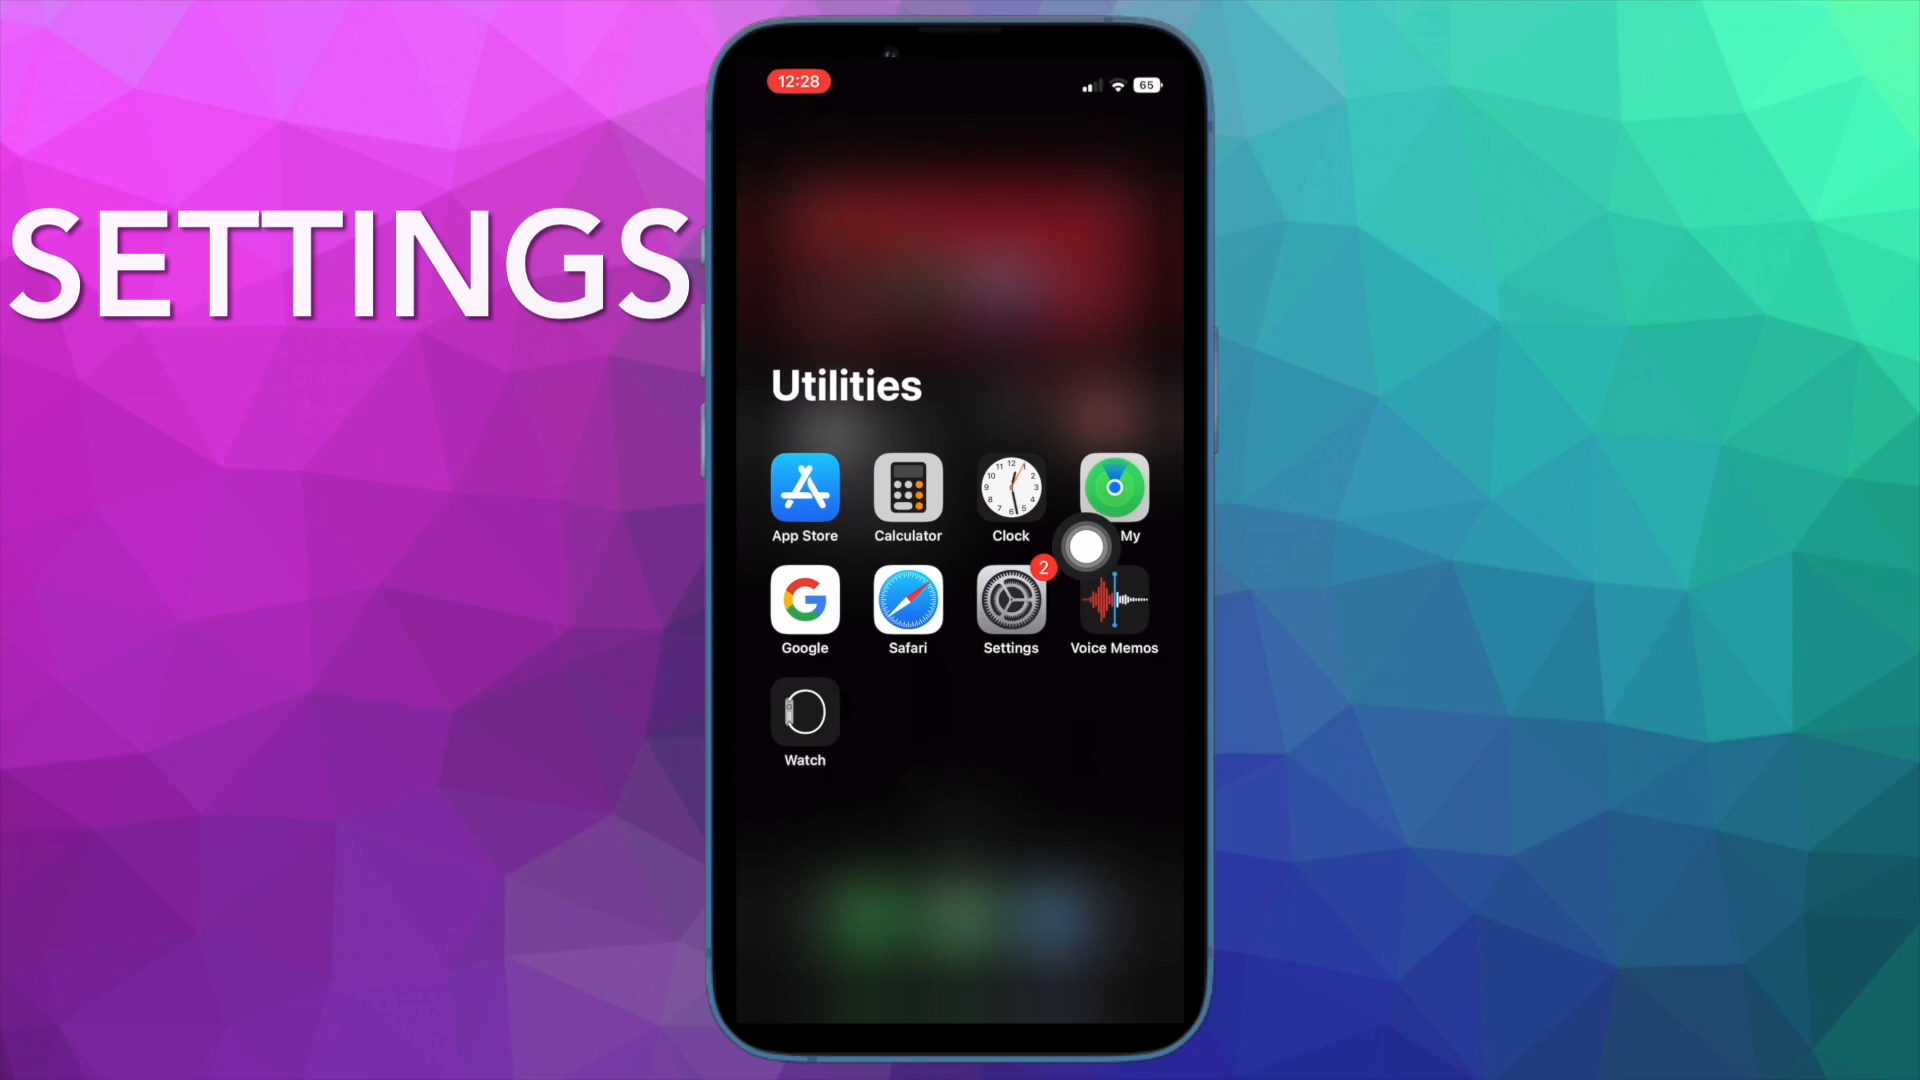 SETTINGS
12:28
65
Utilities
App Store
Calculator
Clock
My
2
Google
Safari
Settings
Voice Memos
Watch